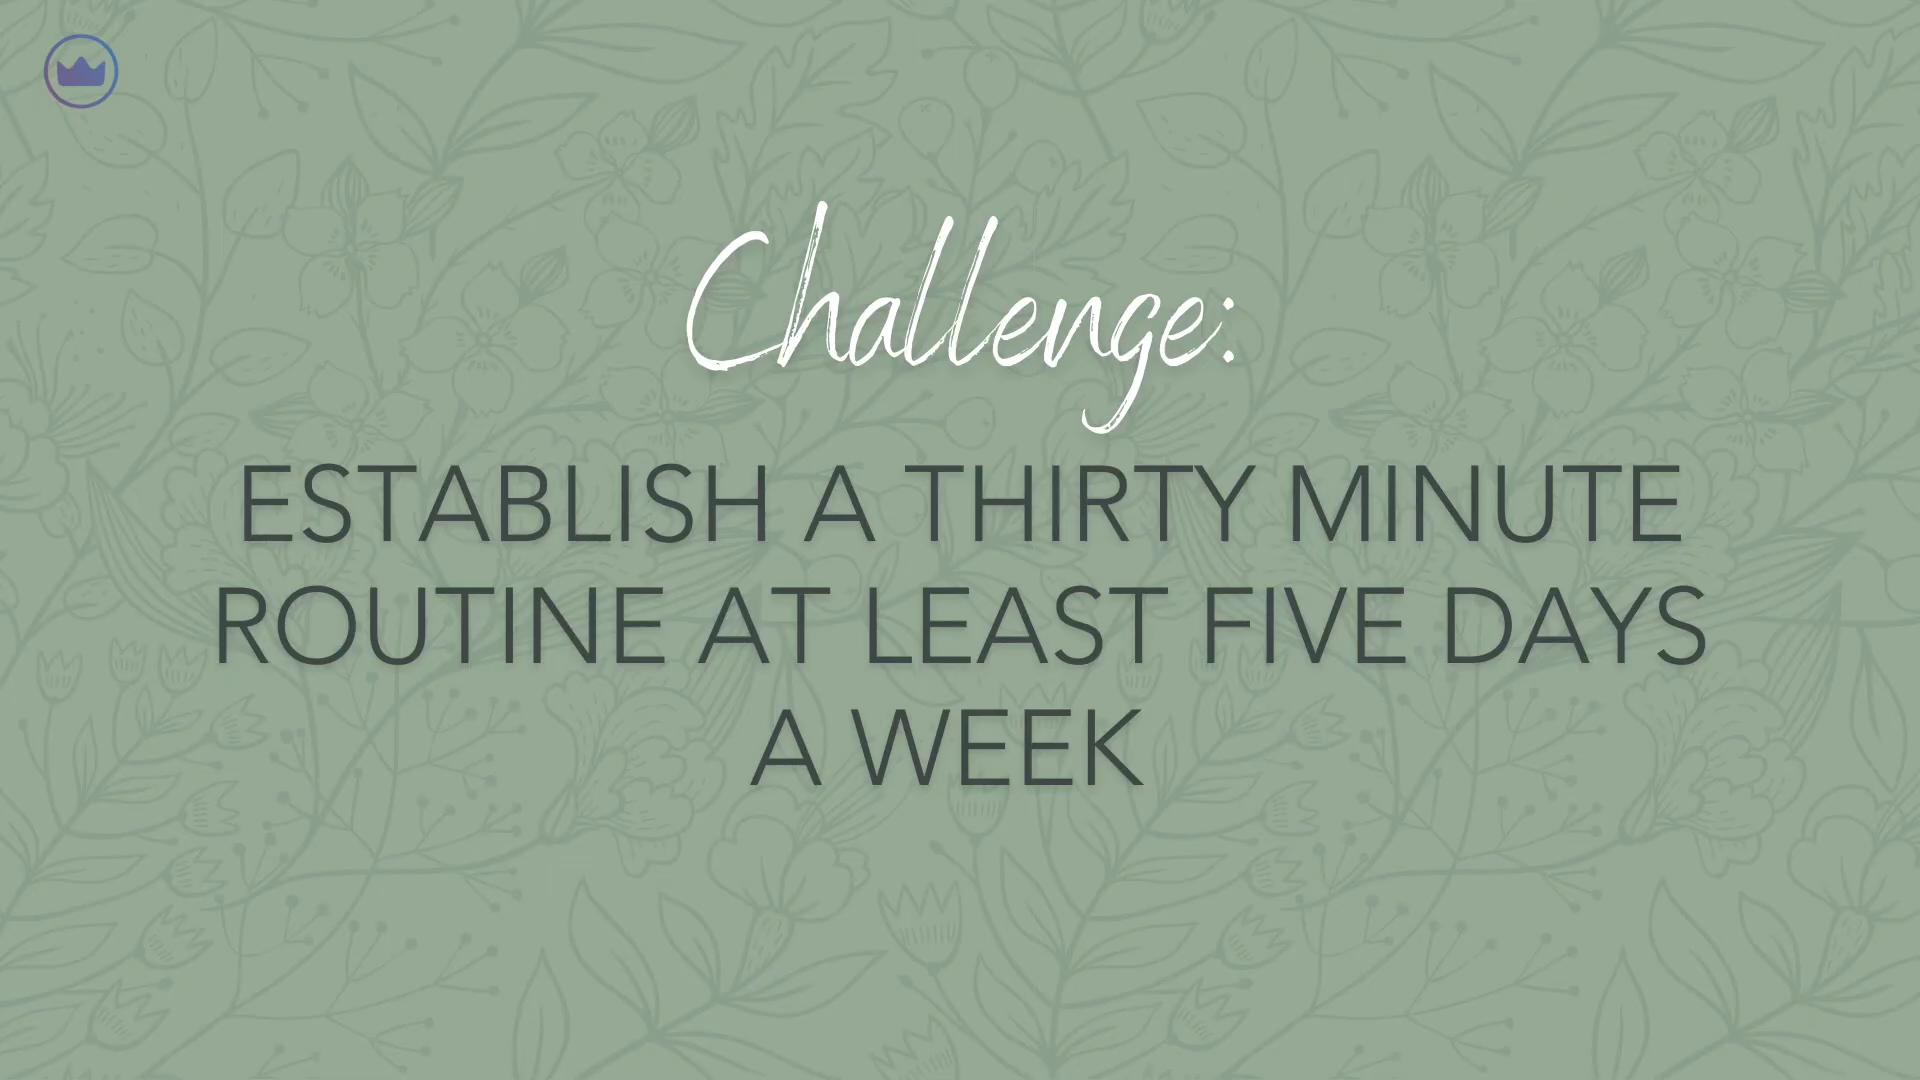 Challenge:
ESTABLISH A THIRTY MINUTE
ROUTINE AT LEAST FIVE DAYS
A WEEK